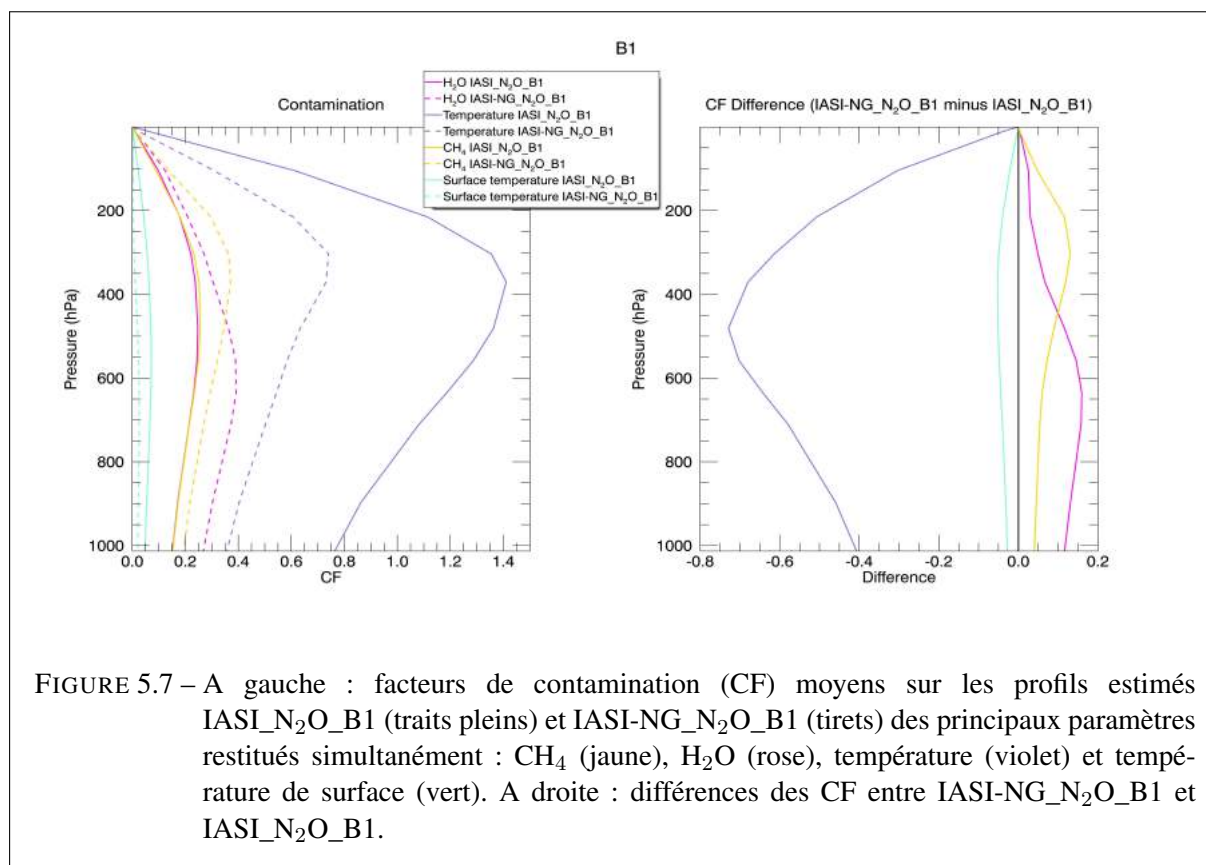 B1
Contamination
H₂O IASI_N₂O_B1
H₂O IASI-NG_N₂O_B1
Temperature IASI_N₂O_B1
Temperature IASI-NG_N₂O_B1
CH₄ IASI_N₂O_B1
CH₄ IASI-NG_N₂O_B1
Surface temperature IASI_N₂O_B1
Surface temperature IASI-NG_N₂O_B1
200
400
600
800
1000
Pressure (hPa)
0.0 0.2 0.4 0.6 0.8 1.0 1.2 1.4
CF
CF Difference (IASI-NG_N₂O_B1 minus IASI_N₂O_B1)
200
400
600
800
1000
Pressure (hPa)
-0.8 -0.6 -0.4 -0.2 0.0 0.2
Difference
FIGURE 5.7 – A gauche : facteurs de contamination (CF) moyens sur les profils estimés
IASI_N₂O_B1 (traits pleins) et IASI-NG_N₂O_B1 (tirets) des principaux paramètres
restitués simultanément : CH₄ (jaune), H₂O (rose), température (violet) et tempé-
rature de surface (vert). A droite : différences des CF entre IASI-NG_N₂O_B1 et
IASI_N₂O_B1.